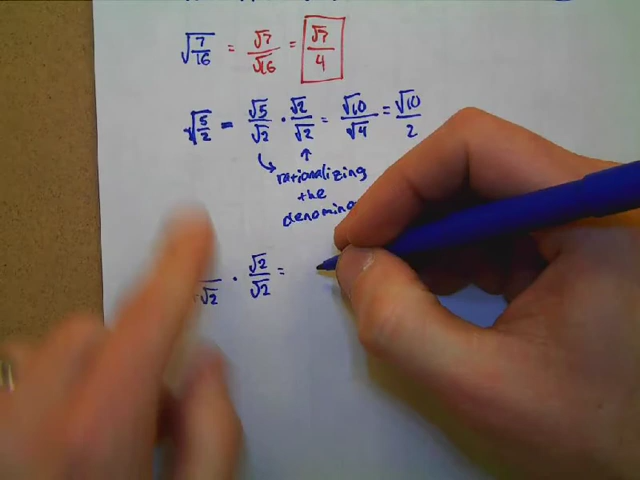 √7/16 = √7/√16 = √7/4
√5/2 = √5/√2 · √2/√2 = √10/√4 = √10/2
rationalizing
the
√2 · √2/√2 =